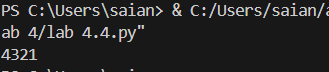 PS C:\Users\saian> & C:/Users/saian/a
ab 4/lab 4.4.py"
4321